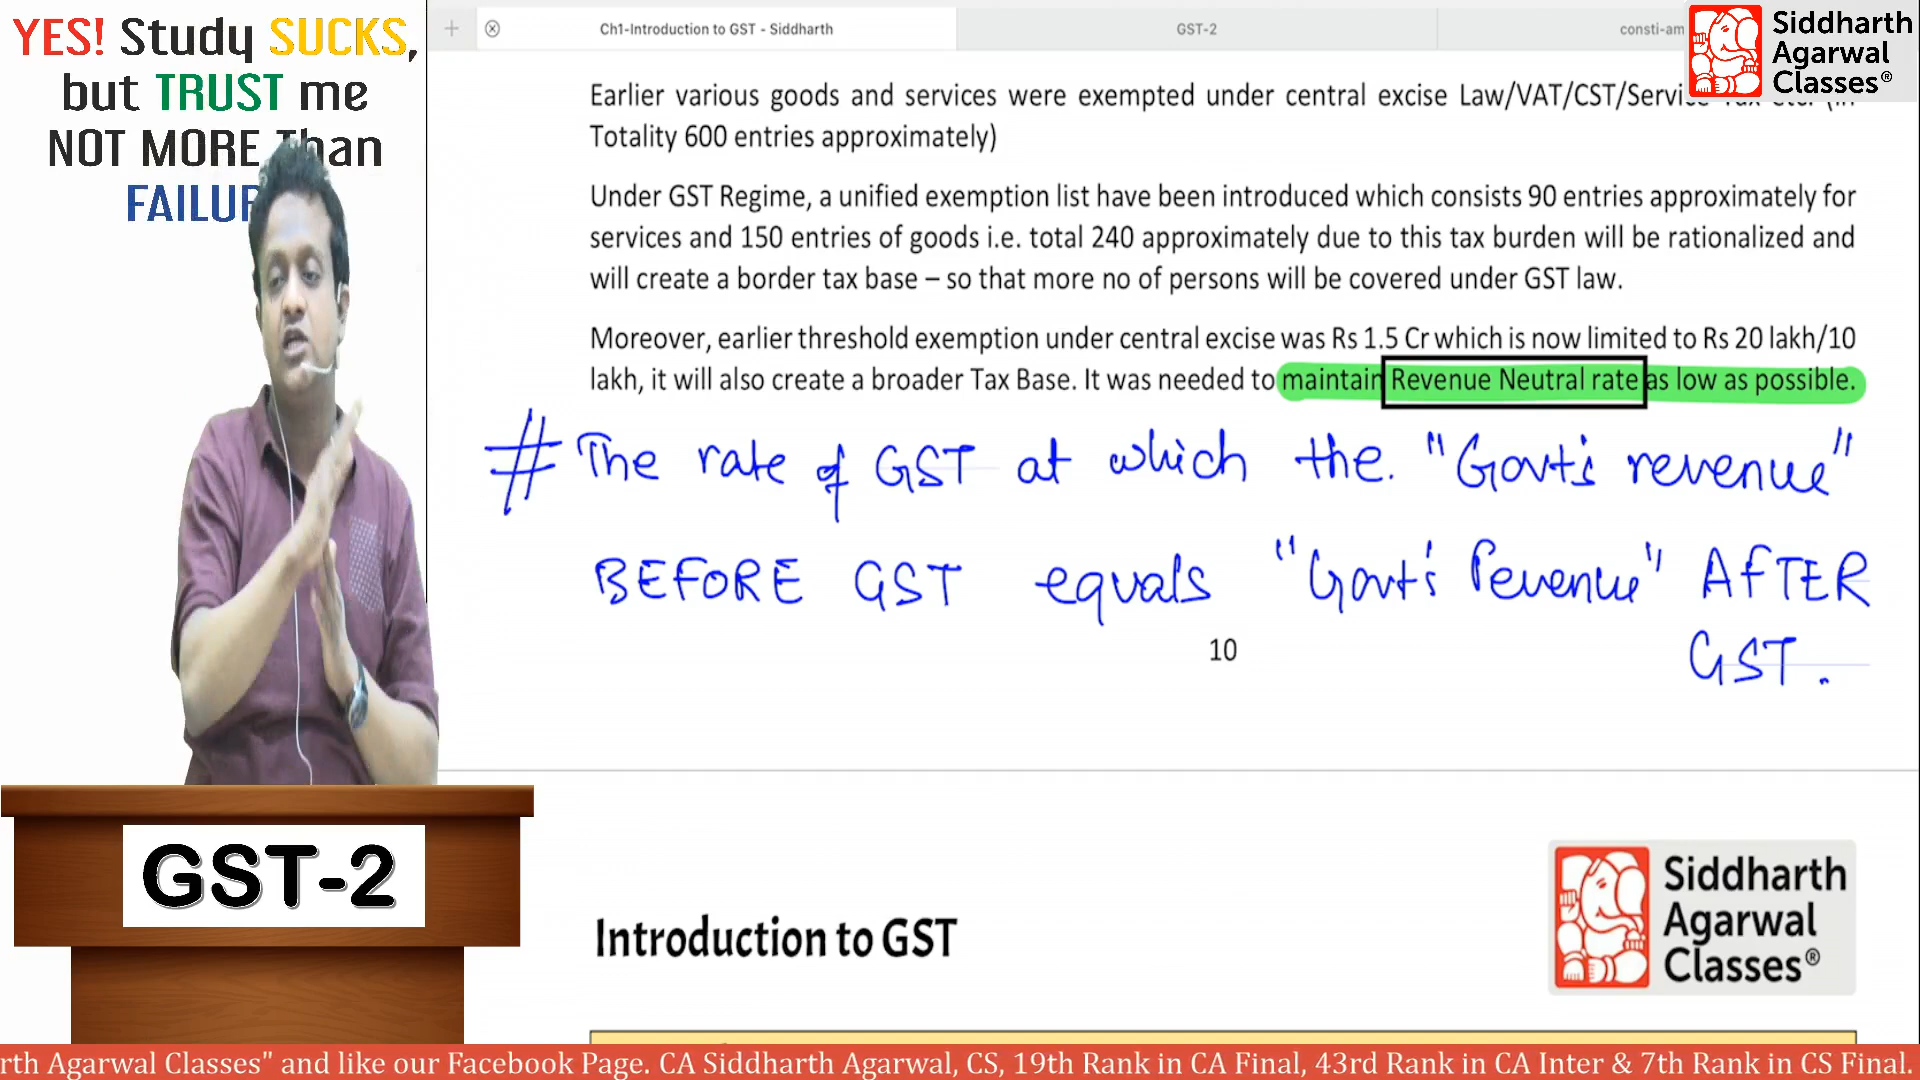 YES! Study SUCKS,
but TRUST me
NOT MORE Than
Ch1-Introduction to GST - Siddharth
GST-2
consti-am
Siddharth
Agarwal
Classes®
Earlier various goods and services were exempted under central excise Law/VAT/CST/Service
Totality 600 entries approximately)
Under GST Regime, a unified exemption list have been introduced which consists 90 entries approximately for
services and 150 entries of goods i.e. total 240 approximately due to this tax burden will be rationalized and
will create a border tax base – so that more no of persons will be covered under GST law.
Moreover, earlier threshold exemption under central excise was Rs 1.5 Cr which is now limited to Rs 20 lakh/10
lakh, it will also create a broader Tax Base. It was needed to maintain Revenue Neutral rate as low as possible.
# The rate of GST at which the. "Govt's revenue"
BEFORE GST equals "Govt's Revenue" AFTER
GST.
10
GST-2
Introduction to GST
Siddharth
Agarwal
Classes®
rth Agarwal Classes" and like our Facebook Page. CA Siddharth Agarwal, CS, 19th Rank in CA Final, 43rd Rank in CA Inter & 7th Rank in CS Final.